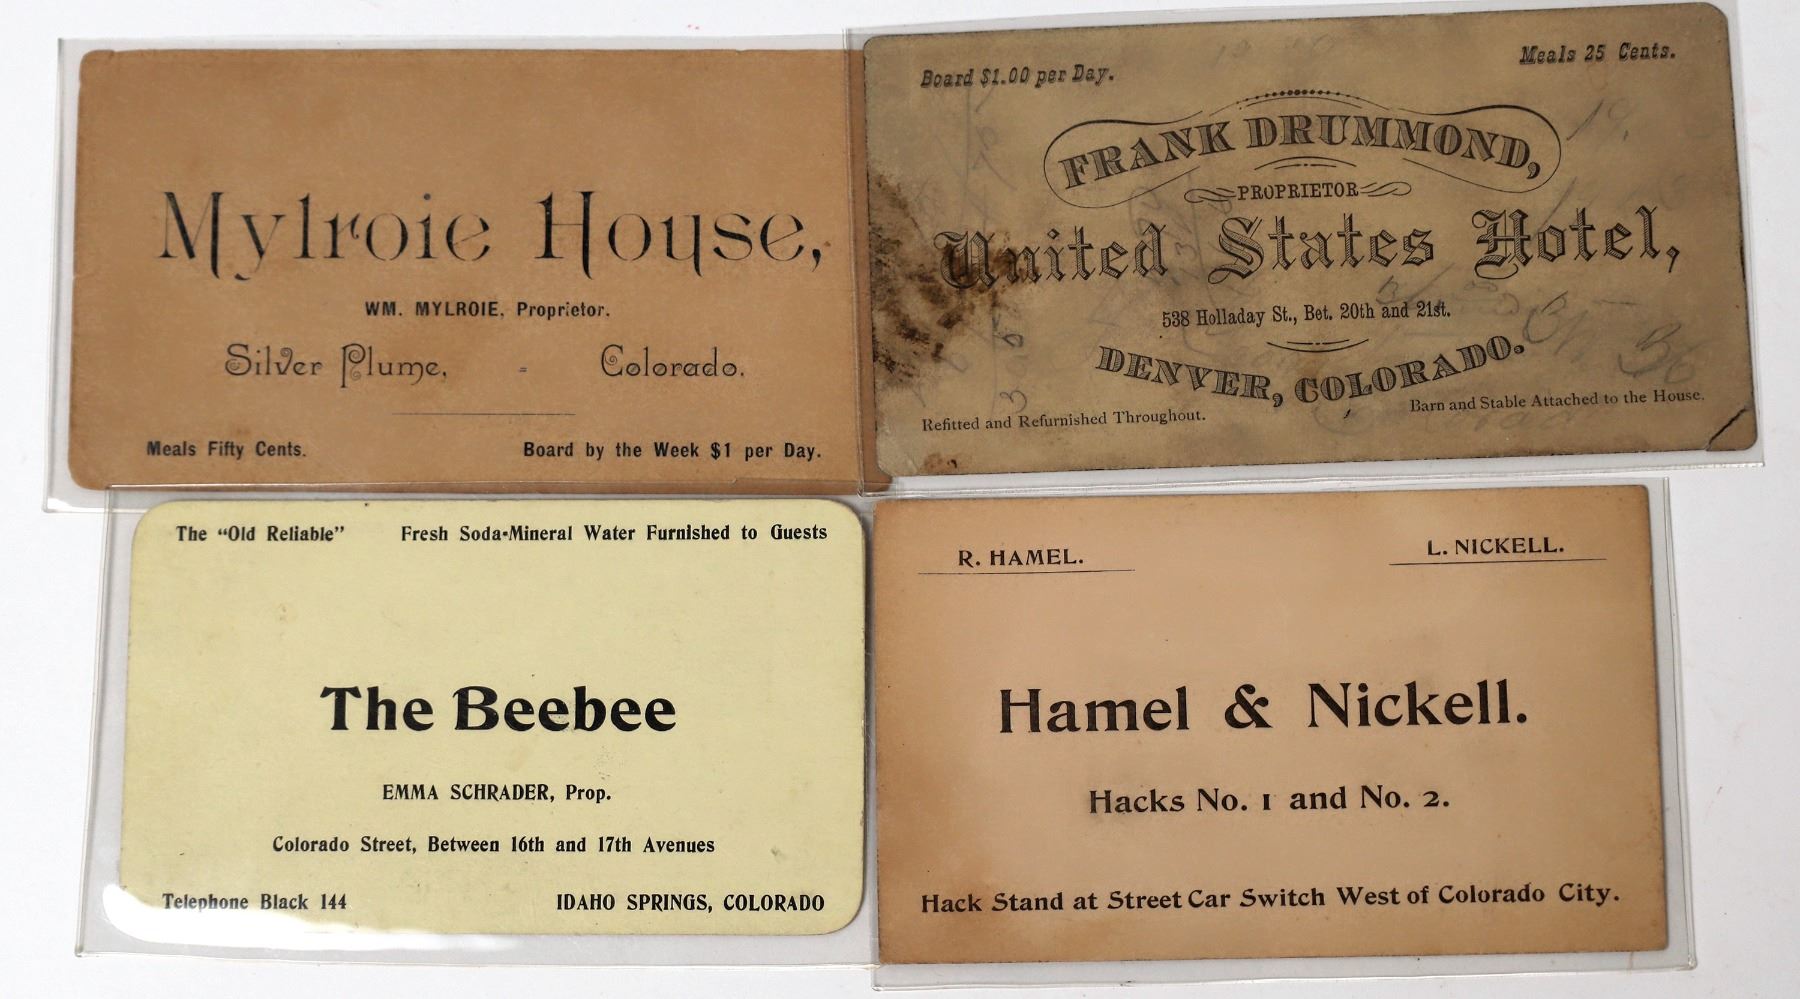 Mylroie House,
WM. MYLROIE, Proprietor.
Silver Plume, - Colorado.
Meals Fifty Cents. Board by the Week $1 per Day.
Board $1.00 per Day. Meals 25 Cents.
FRANK DRUMMOND,
PROPRIETOR
United States Hotel,
538 Holladay St., Bet. 20th and 21st.
DENVER, COLORADO.
Refitted and Refurnished Throughout. Barn and Stable Attached to the House.
The "Old Reliable" Fresh Soda-Mineral Water Furnished to Guests
The Beebee
EMMA SCHRADER, Prop.
Colorado Street, Between 16th and 17th Avenues
Telephone Black 144 IDAHO SPRINGS, COLORADO
R. HAMEL. L. NICKELL.
Hamel & Nickell.
Hacks No. 1 and No. 2.
Hack Stand at Street Car Switch West of Colorado City.